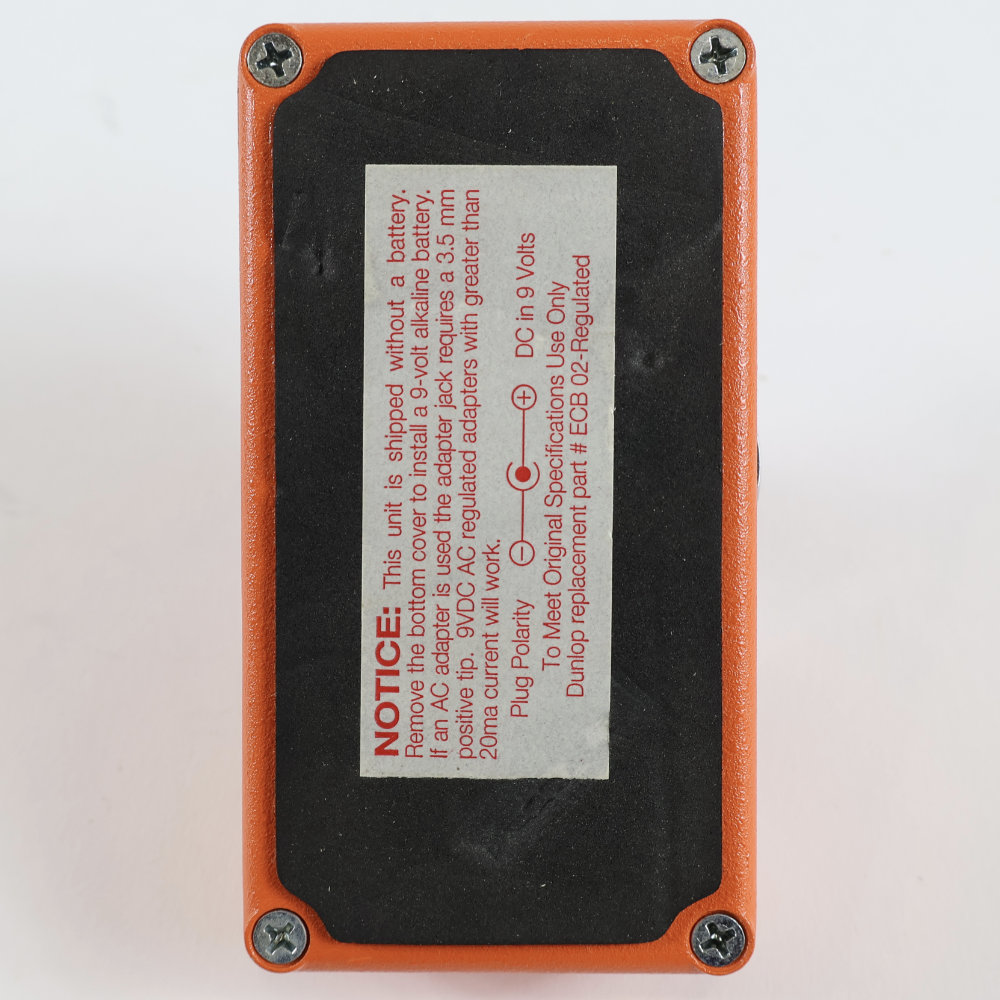 NOTICE: This unit is shipped without a battery.
Remove the bottom cover to install a 9-volt alkaline battery.
If an AC adapter is used the adapter jack requires a 3.5 mm
positive tip. 9VDC AC regulated adapters with greater than
20ma current will work.
Plug Polarity − + DC in 9 Volts
To Meet Original Specifications Use Only
Dunlop replacement part # ECB 02-Regulated